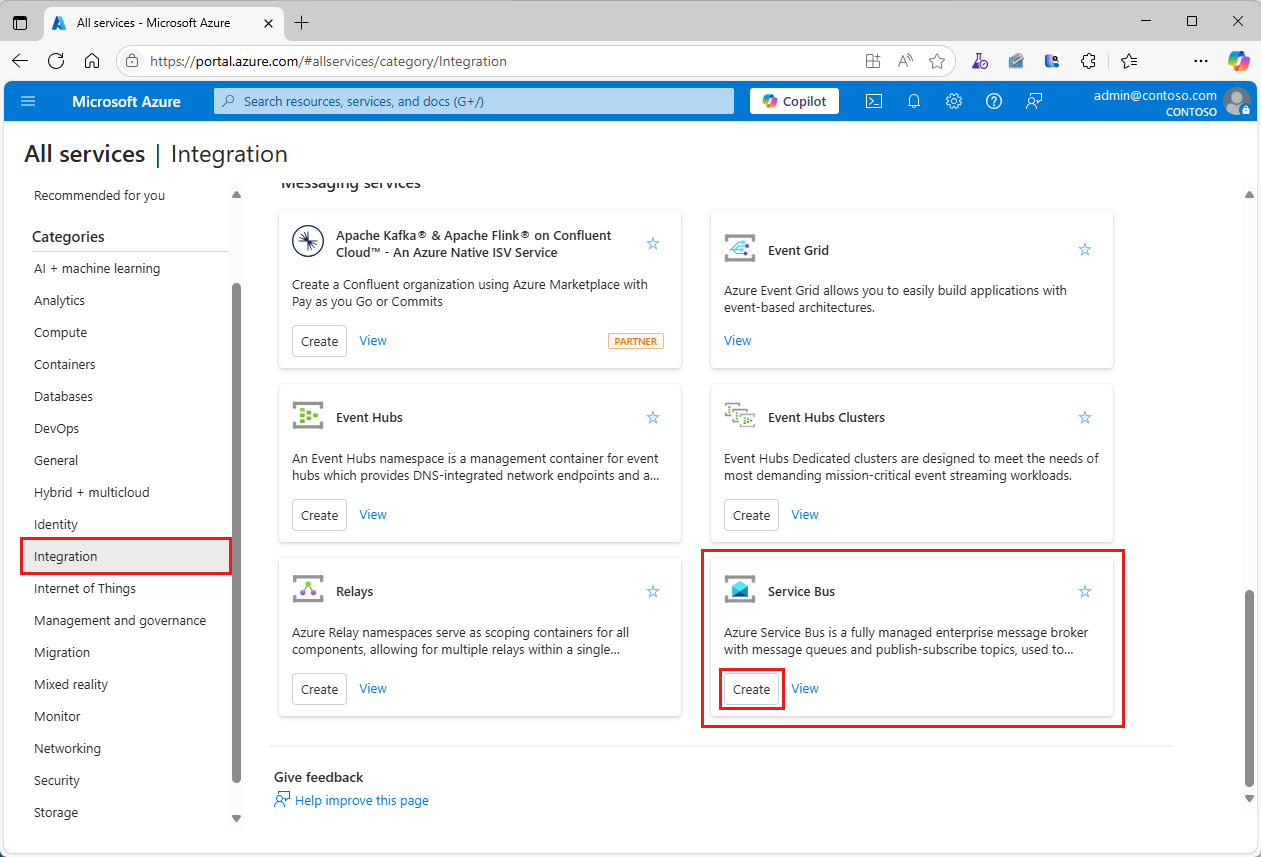 All services - Microsoft Azure
https://portal.azure.com/#allservices/category/Integration
Microsoft Azure
Search resources, services, and docs (G+/)
Copilot
admin@contoso.com
CONTOSO
All services | Integration
Recommended for you
Categories
AI + machine learning
Analytics
Compute
Containers
Databases
DevOps
General
Hybrid + multicloud
Identity
Integration
Internet of Things
Management and governance
Migration
Mixed reality
Monitor
Networking
Security
Storage
Messaging services
Apache Kafka® & Apache Flink® on Confluent
Cloud™ - An Azure Native ISV Service
Create a Confluent organization using Azure Marketplace with
Pay as you Go or Commits
Create View PARTNER
Event Grid
Azure Event Grid allows you to easily build applications with
event-based architectures.
View
Event Hubs
An Event Hubs namespace is a management container for event
hubs which provides DNS-integrated network endpoints and a...
Create View
Event Hubs Clusters
Event Hubs Dedicated clusters are designed to meet the needs of
most demanding mission-critical event streaming workloads.
Create View
Relays
Azure Relay namespaces serve as scoping containers for all
components, allowing for multiple relays within a single...
Create View
Service Bus
Azure Service Bus is a fully managed enterprise message broker
with message queues and publish-subscribe topics, used to...
Create View
Give feedback
Help improve this page